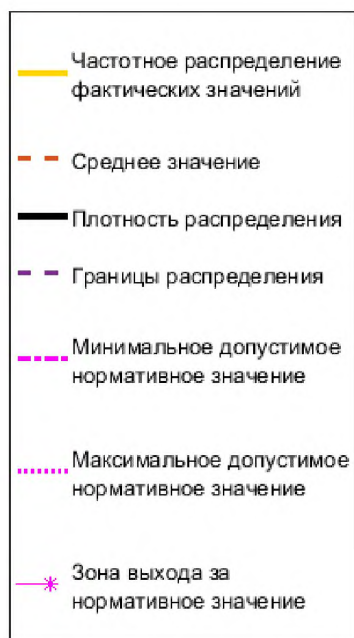 Частотное распределение
фактических значений
Среднее значение
Плотность распределения
Границы распределения
Минимальное допустимое
нормативное значение
Максимальное допустимое
нормативное значение
Зона выхода за
нормативное значение